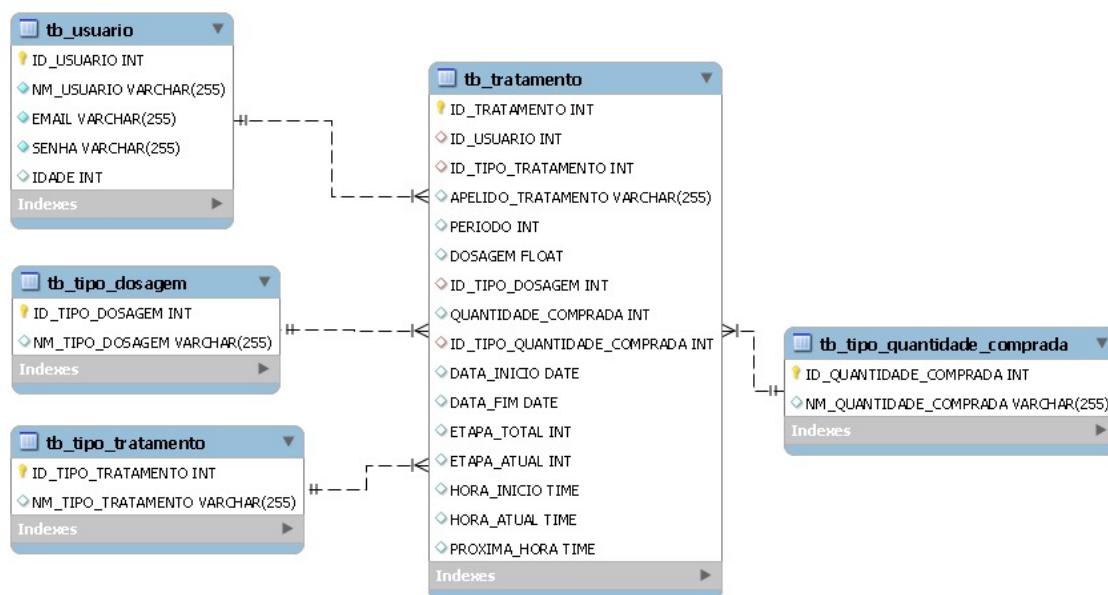 tb_usuario
ID_USUARIO INT
NM_USUARIO VARCHAR(255)
EMAIL VARCHAR(255)
SENHA VARCHAR(255)
IDADE INT
Indexes
tb_tipo_dosagem
ID_TIPO_DOSAGEM INT
NM_TIPO_DOSAGEM VARCHAR(255)
Indexes
tb_tipo_tratamento
ID_TIPO_TRATAMENTO INT
NM_TIPO_TRATAMENTO VARCHAR(255)
Indexes
tb_tratamento
ID_TRATAMENTO INT
ID_USUARIO INT
ID_TIPO_TRATAMENTO INT
APELIDO_TRATAMENTO VARCHAR(255)
PERIODO INT
DOSAGEM FLOAT
ID_TIPO_DOSAGEM INT
QUANTIDADE_COMPRADA INT
ID_TIPO_QUANTIDADE_COMPRADA INT
DATA_INICIO DATE
DATA_FIM DATE
ETAPA_TOTAL INT
ETAPA_ATUAL INT
HORA_INICIO TIME
HORA_ATUAL TIME
PROXIMA_HORA TIME
Indexes
tb_tipo_quantidade_comprada
ID_QUANTIDADE_COMPRADA INT
NM_QUANTIDADE_COMPRADA VARCHAR(255)
Indexes